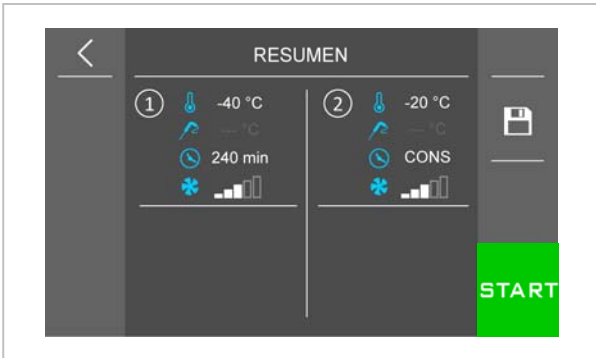 RESUMEN
1
-40 °C
--- °C
240 min
2
-20 °C
--- °C
CONS
START